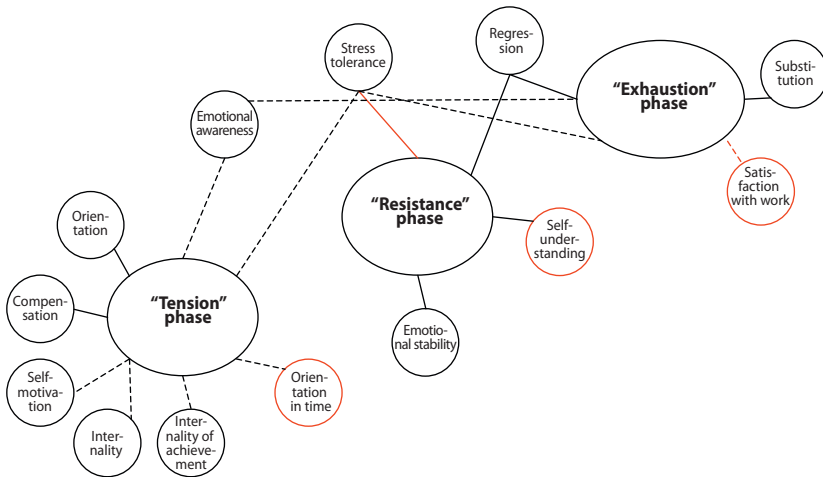 Stress
tolerance
Regres-
sion
“Exhaustion”
phase
Substi-
tution
Emotional
awareness
Satis-
faction
with work
“Resistance”
phase
Self-
under-
standing
Orien-
tation
“Tension”
phase
Compen-
sation
Emotio-
nal stability
Self-
motiva-
tion
Orien-
tation
in time
Inter-
nality
Inter-
nality of
achieve-
ment